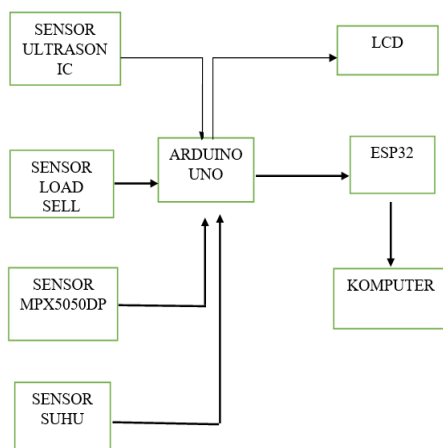 SENSOR
ULTRASON
IC
LCD
ARDUINO
UNO
ESP32
SENSOR
LOAD
SELL
SENSOR
MPX5050DP
KOMPUTER
SENSOR
SUHU